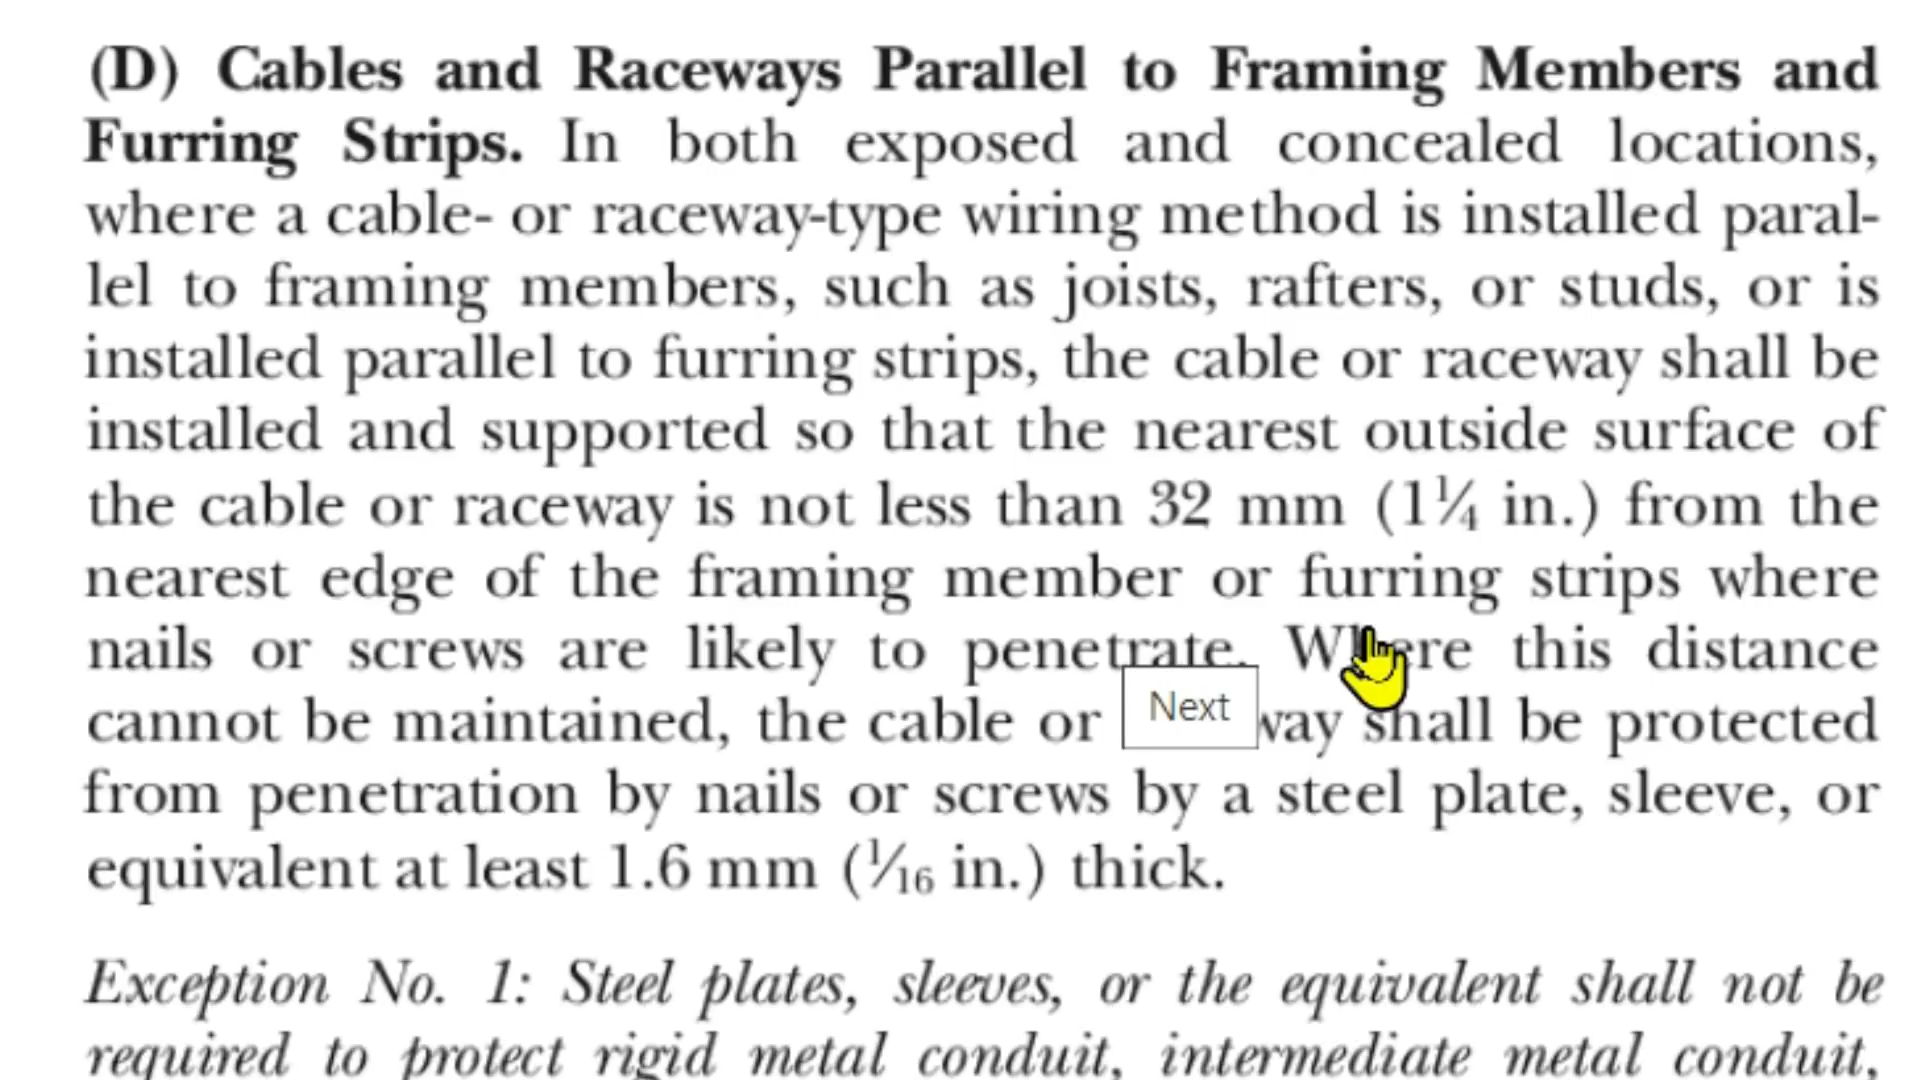 (D) Cables and Raceways Parallel to Framing Members and
Furring Strips. In both exposed and concealed locations,
where a cable- or raceway-type wiring method is installed paral-
lel to framing members, such as joists, rafters, or studs, or is
installed parallel to furring strips, the cable or raceway shall be
installed and supported so that the nearest outside surface of
the cable or raceway is not less than 32 mm (1¼ in.) from the
nearest edge of the framing member or furring strips where
nails or screws are likely to penetrate. Where this distance
cannot be maintained, the cable or way shall be protected
Next
from penetration by nails or screws by a steel plate, sleeve, or
equivalent at least 1.6 mm (1⁄16 in.) thick.
Exception No. 1: Steel plates, sleeves, or the equivalent shall not be
required to protect rigid metal conduit, intermediate metal conduit,